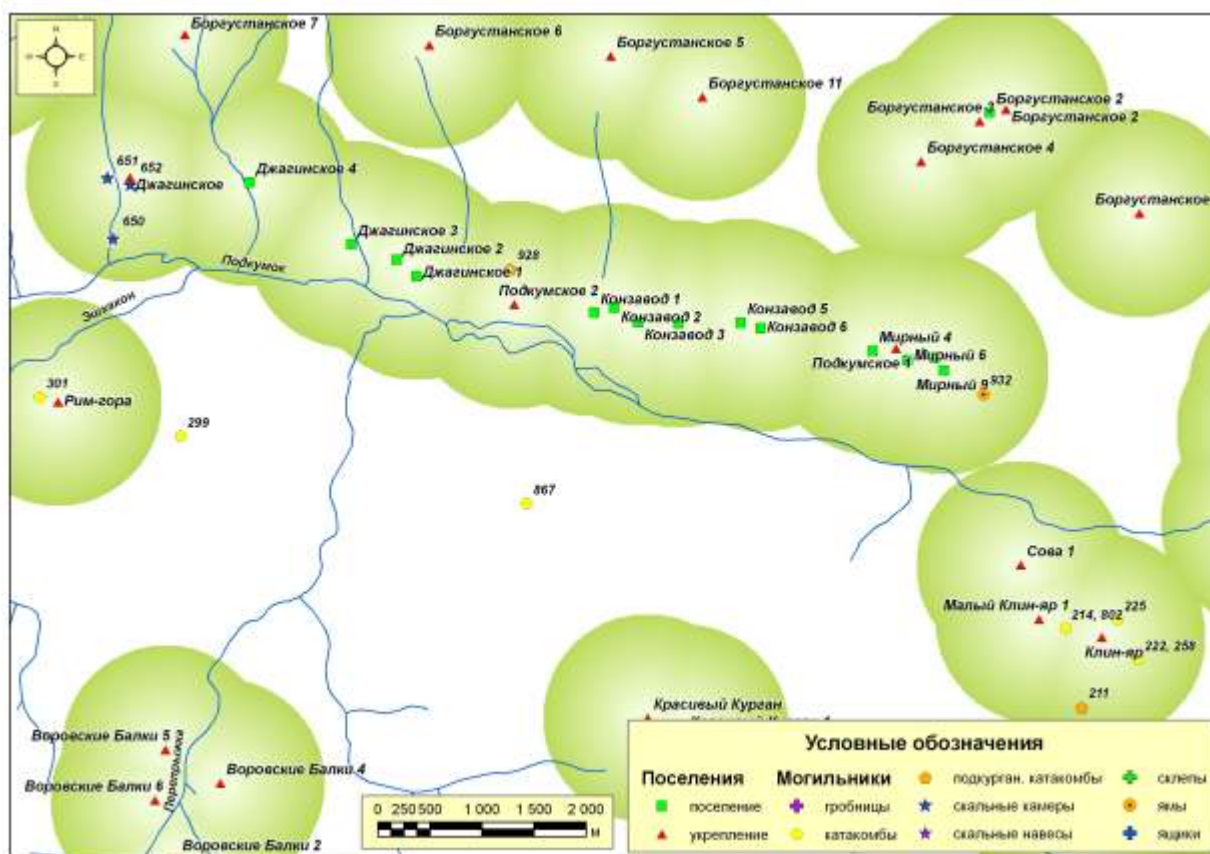 Боргустанское 7
Боргустанское 6
Боргустанское 5
Боргустанское 11
Боргустанское 3
Боргустанское 2
Боргустанское 2
Боргустанское 4
Боргустанское
651
652
Джагинское
650
Джагинское 4
Джагинское 3
Джагинское 2
Джагинское 1
Подкумок
Эшкакон
928
Подкумское 2
Конзавод 1
Конзавод 2
Конзавод 3
Конзавод 5
Конзавод 6
Мирный 4
Подкумское 1
Мирный 6
Мирный 9
932
301
Рим-гора
299
867
Сова 1
Малый Клин-яр 1
214, 802
225
Клин-яр
222, 258
211
Красивый Курган
Воровские Балки 5
Воровские Балки 4
Воровские Балки 6
Воровские Балки 2
Перепрыжка
0 250 500 1 000 1 500 2 000
м
Условные обозначения
Поселения
поселение
укрепление
Могильники
гробницы
катакомбы
подкурган. катакомбы
скальные камеры
скальные навесы
склепы
ямы
ящики